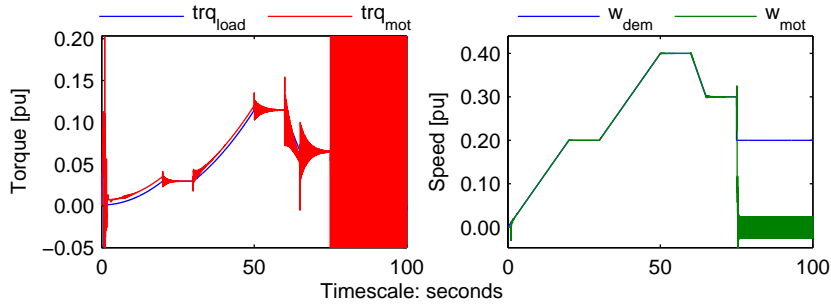 trq_load trq_mot
w_dem w_mot
Torque [pu]
0.20
0.15
0.10
0.05
0.00
−0.05
0 50 100
Speed [pu]
0.40
0.30
0.20
0.10
0.00
0 50 100
Timescale: seconds